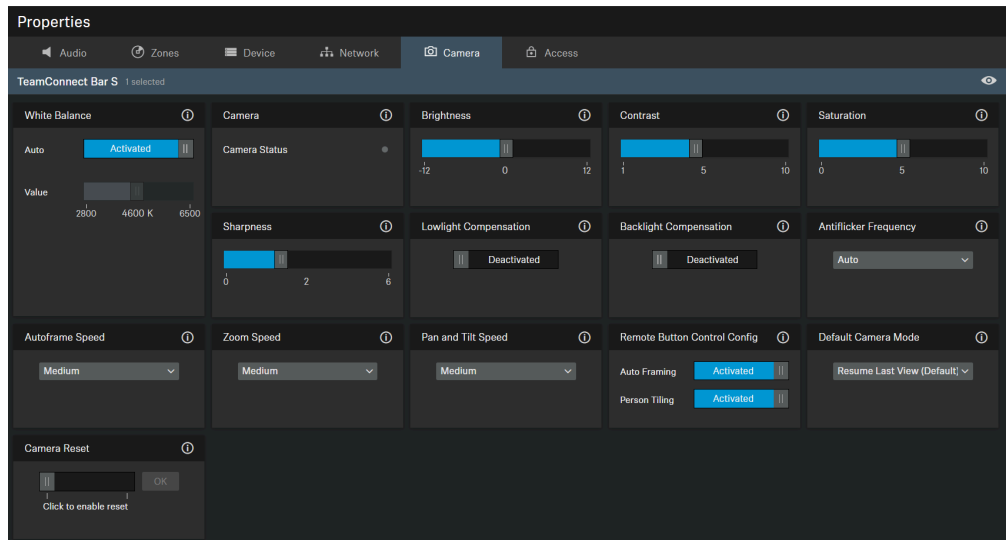 Properties
Audio Zones Device Network Camera Access
TeamConnect Bar S 1 selected
White Balance
Auto Activated
Value
2800 4600 K 6500
Camera
Camera Status
Brightness
-12 0 12
Contrast
1 5 10
Saturation
0 5 10
Sharpness
0 2 6
Lowlight Compensation
Deactivated
Backlight Compensation
Deactivated
Antiflicker Frequency
Auto
Autoframe Speed
Medium
Zoom Speed
Medium
Pan and Tilt Speed
Medium
Remote Button Control Config
Auto Framing Activated
Person Tiling Activated
Default Camera Mode
Resume Last View (Default)
Camera Reset
OK
Click to enable reset